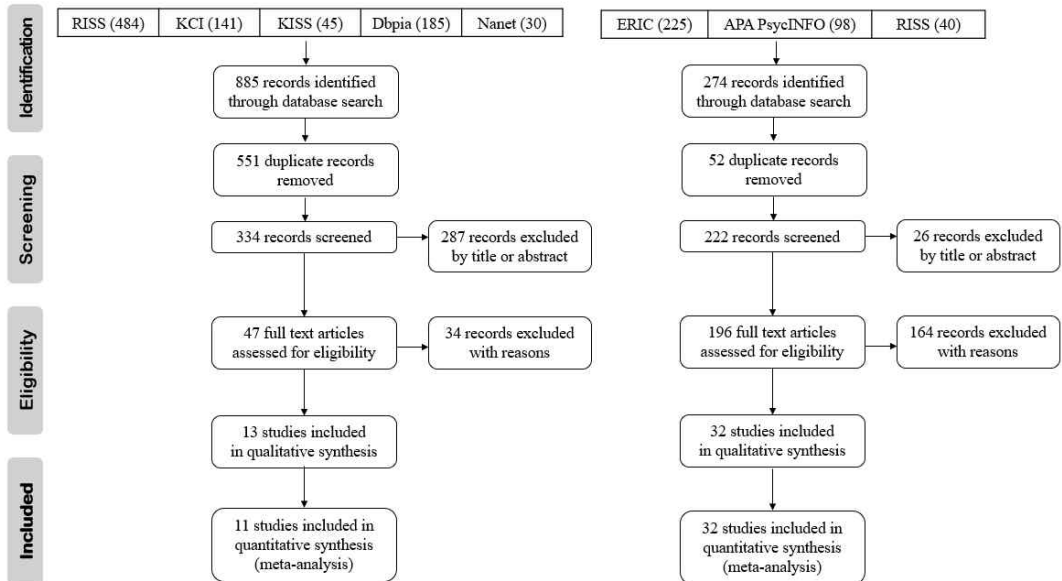 Identification
RISS (484) KCI (141) KISS (45) Dbpia (185) Nanet (30)
885 records identified
through database search
ERIC (225) APA PsycINFO (98) RISS (40)
274 records identified
through database search
Screening
551 duplicate records
removed
334 records screened
287 records excluded
by title or abstract
52 duplicate records
removed
222 records screened
26 records excluded
by title or abstract
Eligibility
47 full text articles
assessed for eligibility
34 records excluded
with reasons
196 full text articles
assessed for eligibility
164 records excluded
with reasons
13 studies included
in qualitative synthesis
32 studies included
in qualitative synthesis
Included
11 studies included in
quantitative synthesis
(meta-analysis)
32 studies included in
quantitative synthesis
(meta-analysis)